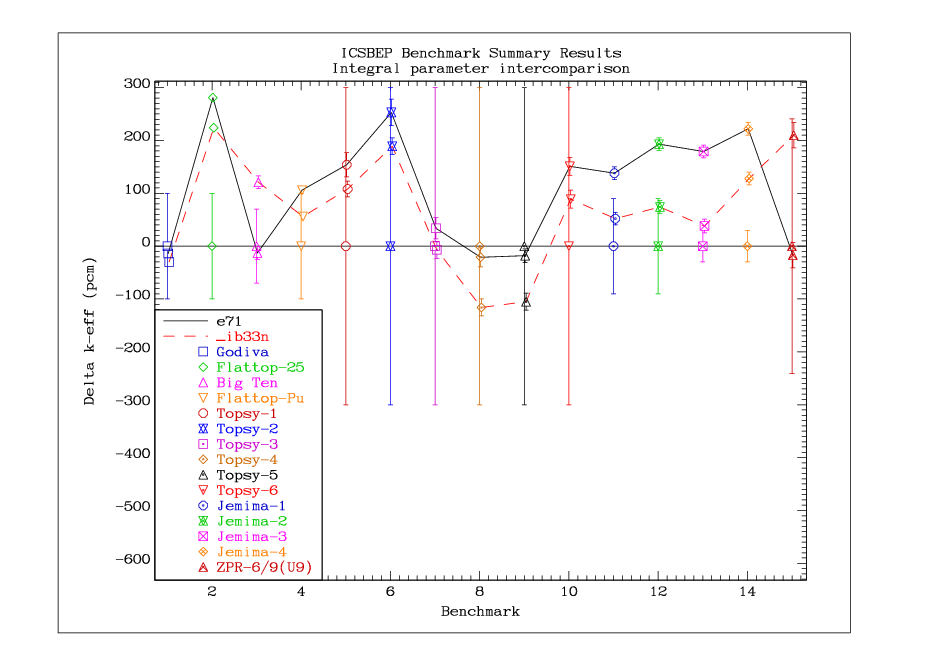 ICSBEP Benchmark Summary Results
Integral parameter intercomparison
300
200
100
0
-100
-200
-300
-400
-500
-600
Delta k-eff (pcm)
e71
_ib33n
Godiva
Flattop-25
Big Ten
Flattop-Pu
Topsy-1
Topsy-2
Topsy-3
Topsy-4
Topsy-5
Topsy-6
Jemima-1
Jemima-2
Jemima-3
Jemima-4
ZPR-6/9(U9)
2 4 6 8 10 12 14
Benchmark